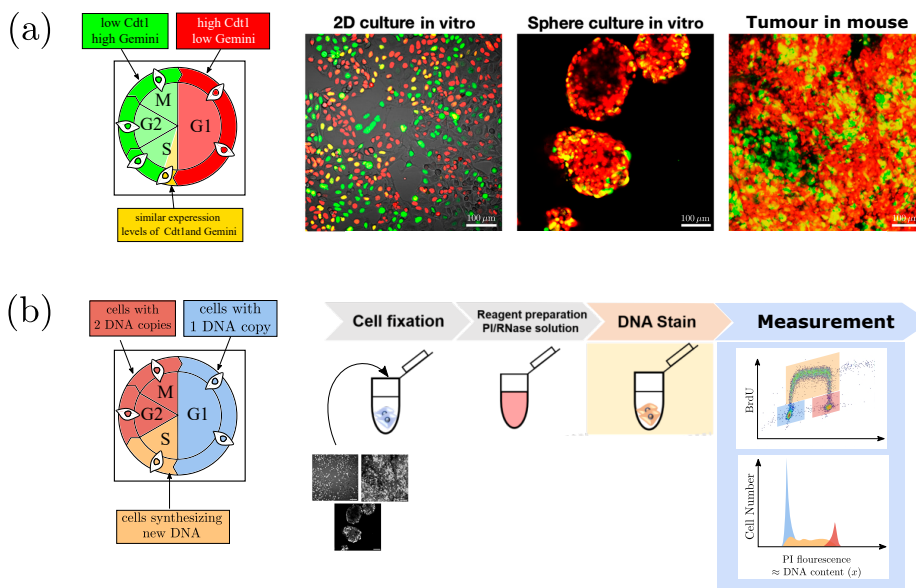 (a)
low Cdt1
high Gemini
high Cdt1
low Gemini
M
G2
S
G1
similar experession
levels of Cdt1and Gemini
2D culture in vitro
Sphere culture in vitro
Tumour in mouse
100 μm
100 μm
100 μm
(b)
cells with
2 DNA copies
cells with
1 DNA copy
M
G2
S
G1
cells synthesizing
new DNA
Cell fixation
Reagent preparation
PI/RNase solution
DNA Stain
Measurement
BrdU
Cell Number
PI flourescence
≈ DNA content (x)